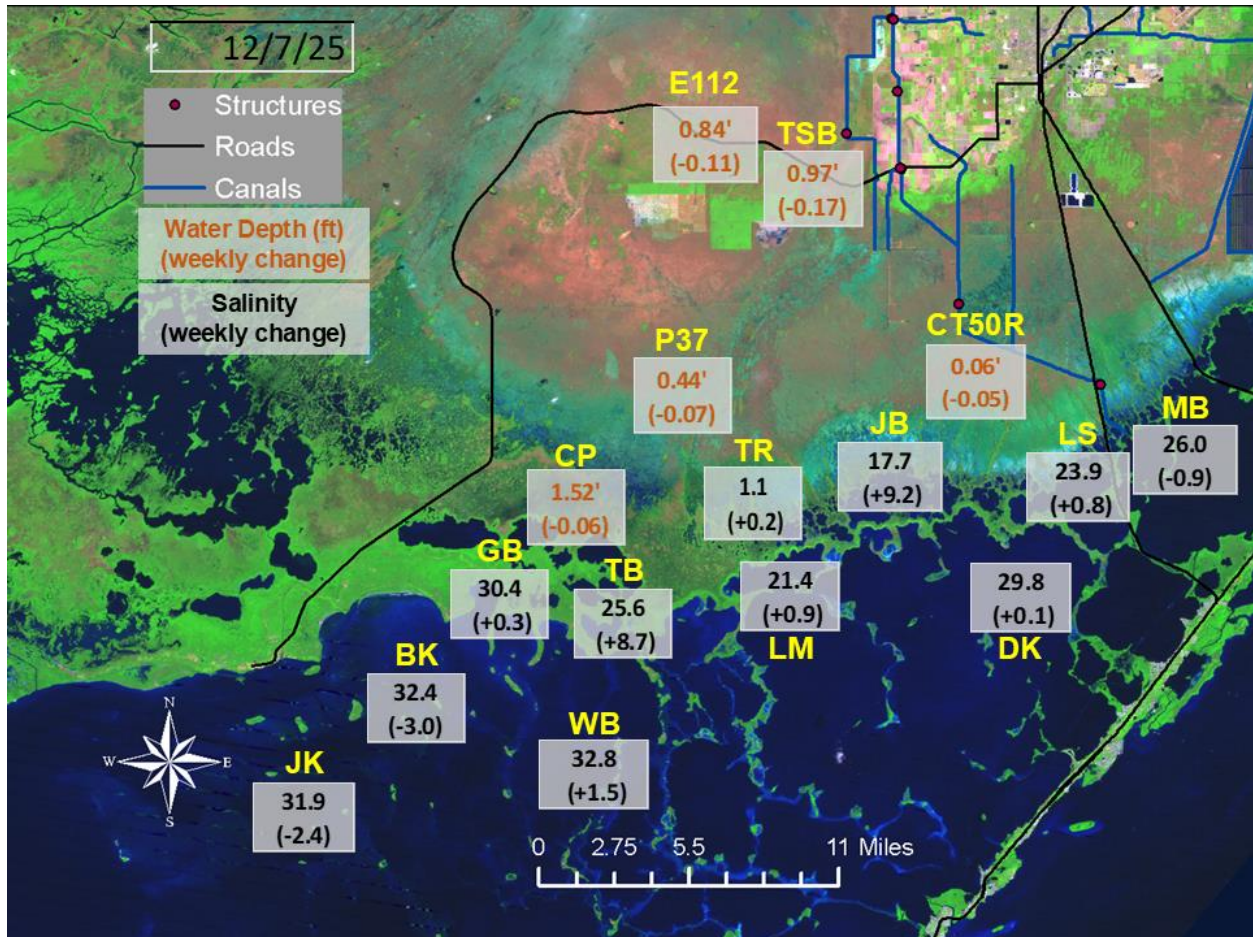 12/7/25
Structures
Roads
Canals
Water Depth (ft)
(weekly change)
Salinity
(weekly change)
E112
0.84'
(-0.11)
TSB
0.97'
(-0.17)
P37
0.44'
(-0.07)
CT50R
0.06'
(-0.05)
CP
1.52'
(-0.06)
TR
1.1
(+0.2)
JB
17.7
(+9.2)
LS
23.9
(+0.8)
MB
26.0
(-0.9)
GB
30.4
(+0.3)
TB
25.6
(+8.7)
21.4
(+0.9)
LM
29.8
(+0.1)
DK
BK
32.4
(-3.0)
WB
32.8
(+1.5)
JK
31.9
(-2.4)
N
W E
S
0 2.75 5.5 11 Miles